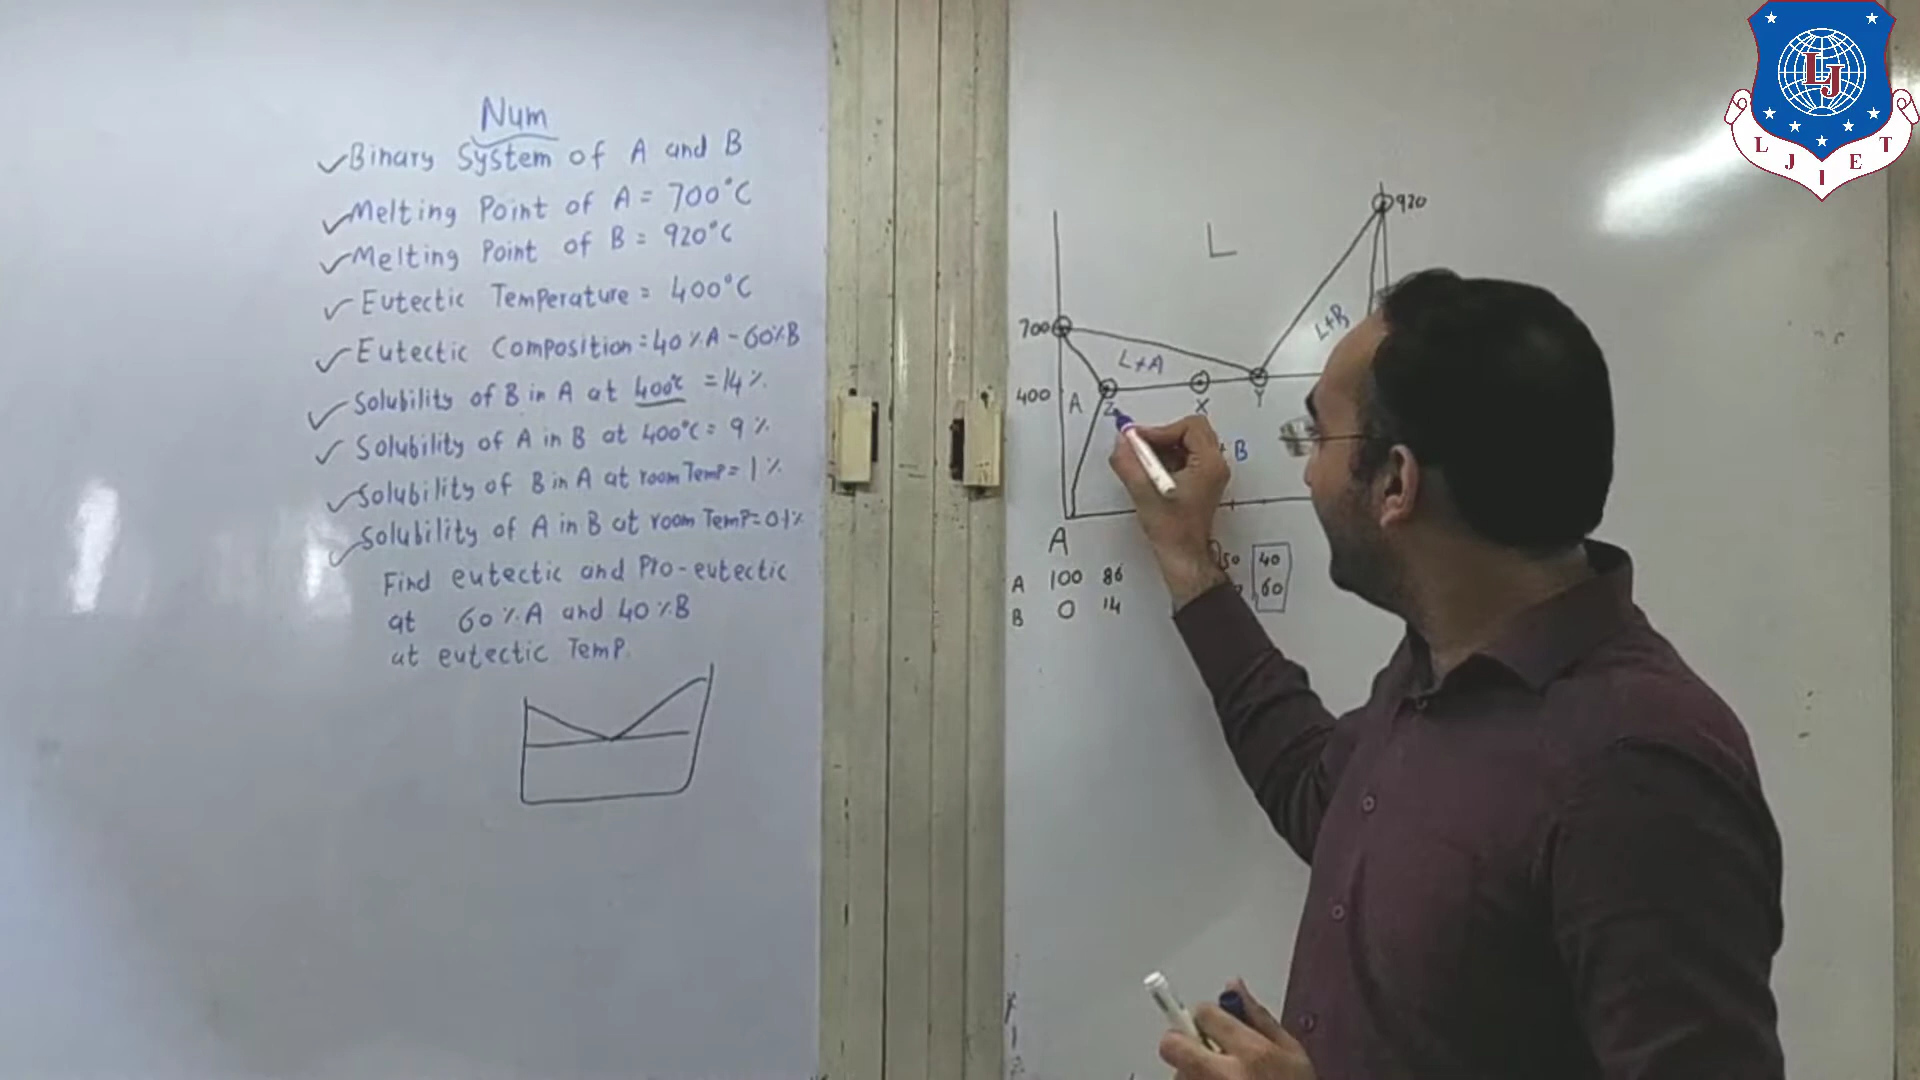 Num
Binary System of A and B
Melting Point of A = 700°C
Melting Point of B = 920°C
Eutectic Temperature = 400°C
Eutectic Composition = 40%A - 60%B
Solubility of B in A at 400°C = 14%
Solubility of A in B at 400°C = 9%
Solubility of B in A at room Temp = 1%
Solubility of A in B at room Temp = 0.1%
Find eutectic and Pro-eutectic
at 60%A and 40%B
at eutectic Temp.
920
L
L+B
700
L+A
400
A
Z
X
Y
+ B
A
A 100 86 50 40
B 0 14 60
LJ
L J I E T